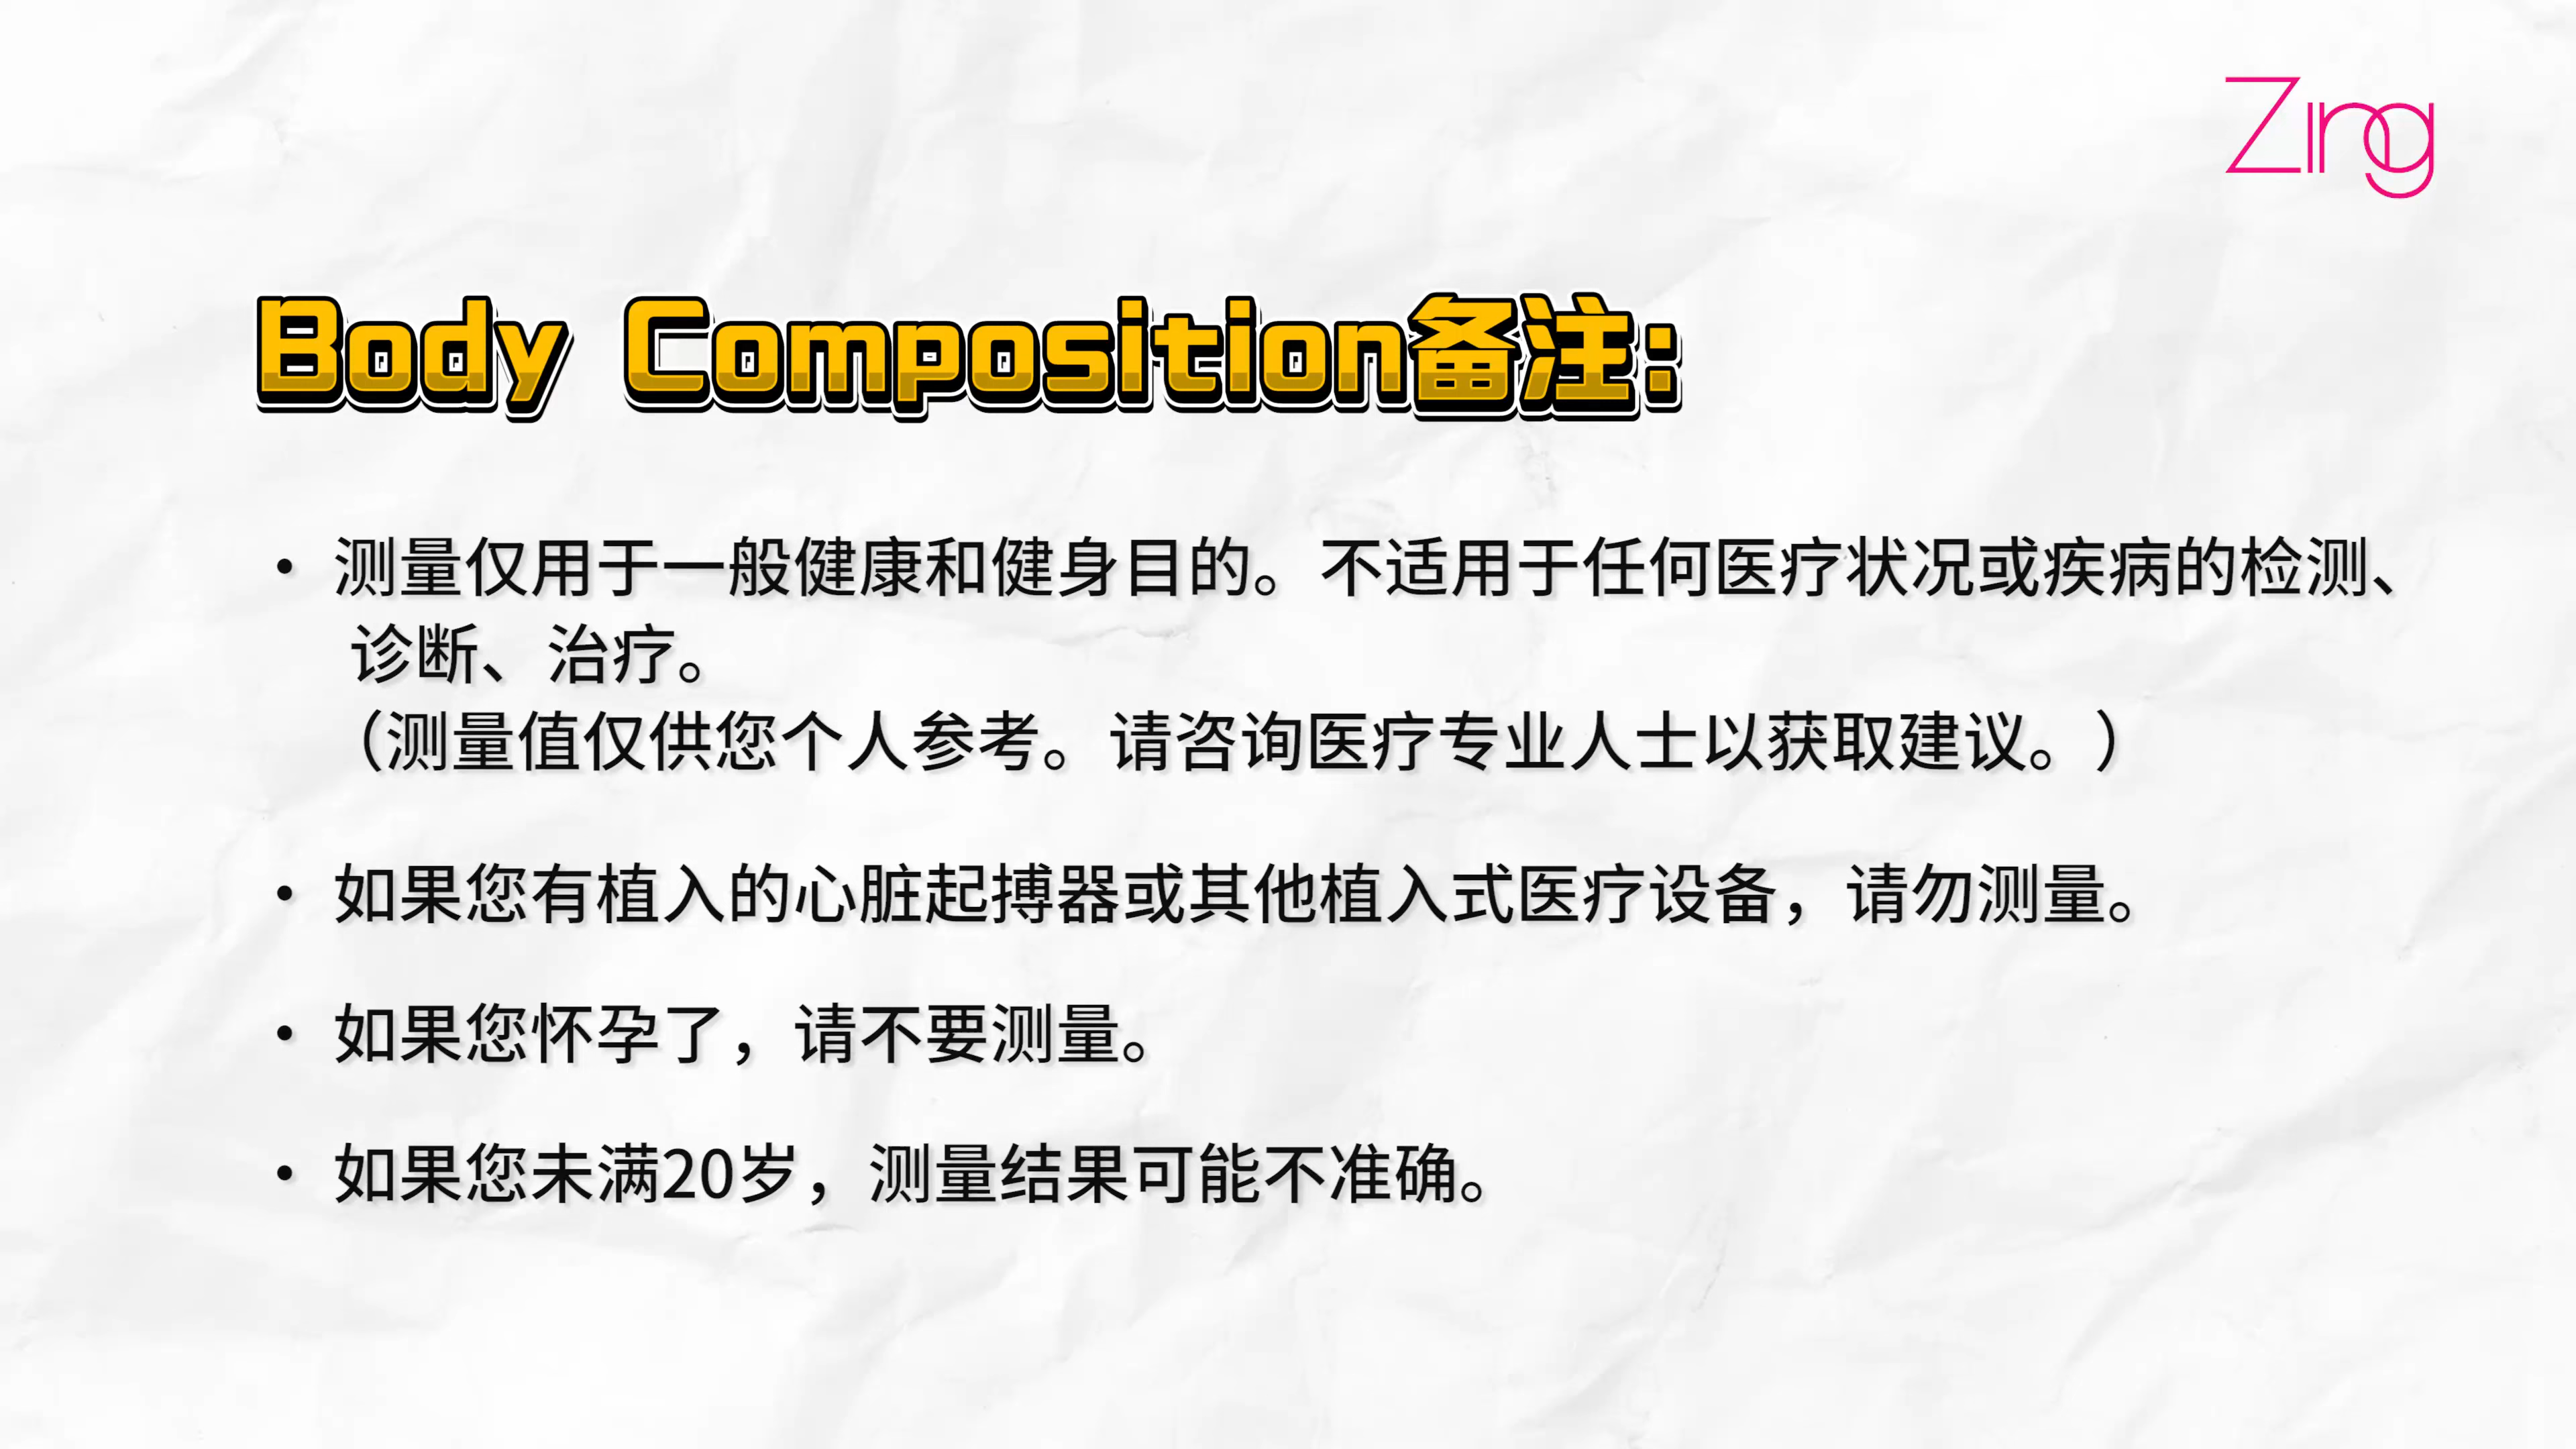 Zing
Body Composition备注：
• 测量仅用于一般健康和健身目的。不适用于任何医疗状况或疾病的检测、
诊断、治疗。
（测量值仅供您个人参考。请咨询医疗专业人士以获取建议。）
• 如果您有植入的心脏起搏器或其他植入式医疗设备，请勿测量。
• 如果您怀孕了，请不要测量。
• 如果您未满20岁，测量结果可能不准确。